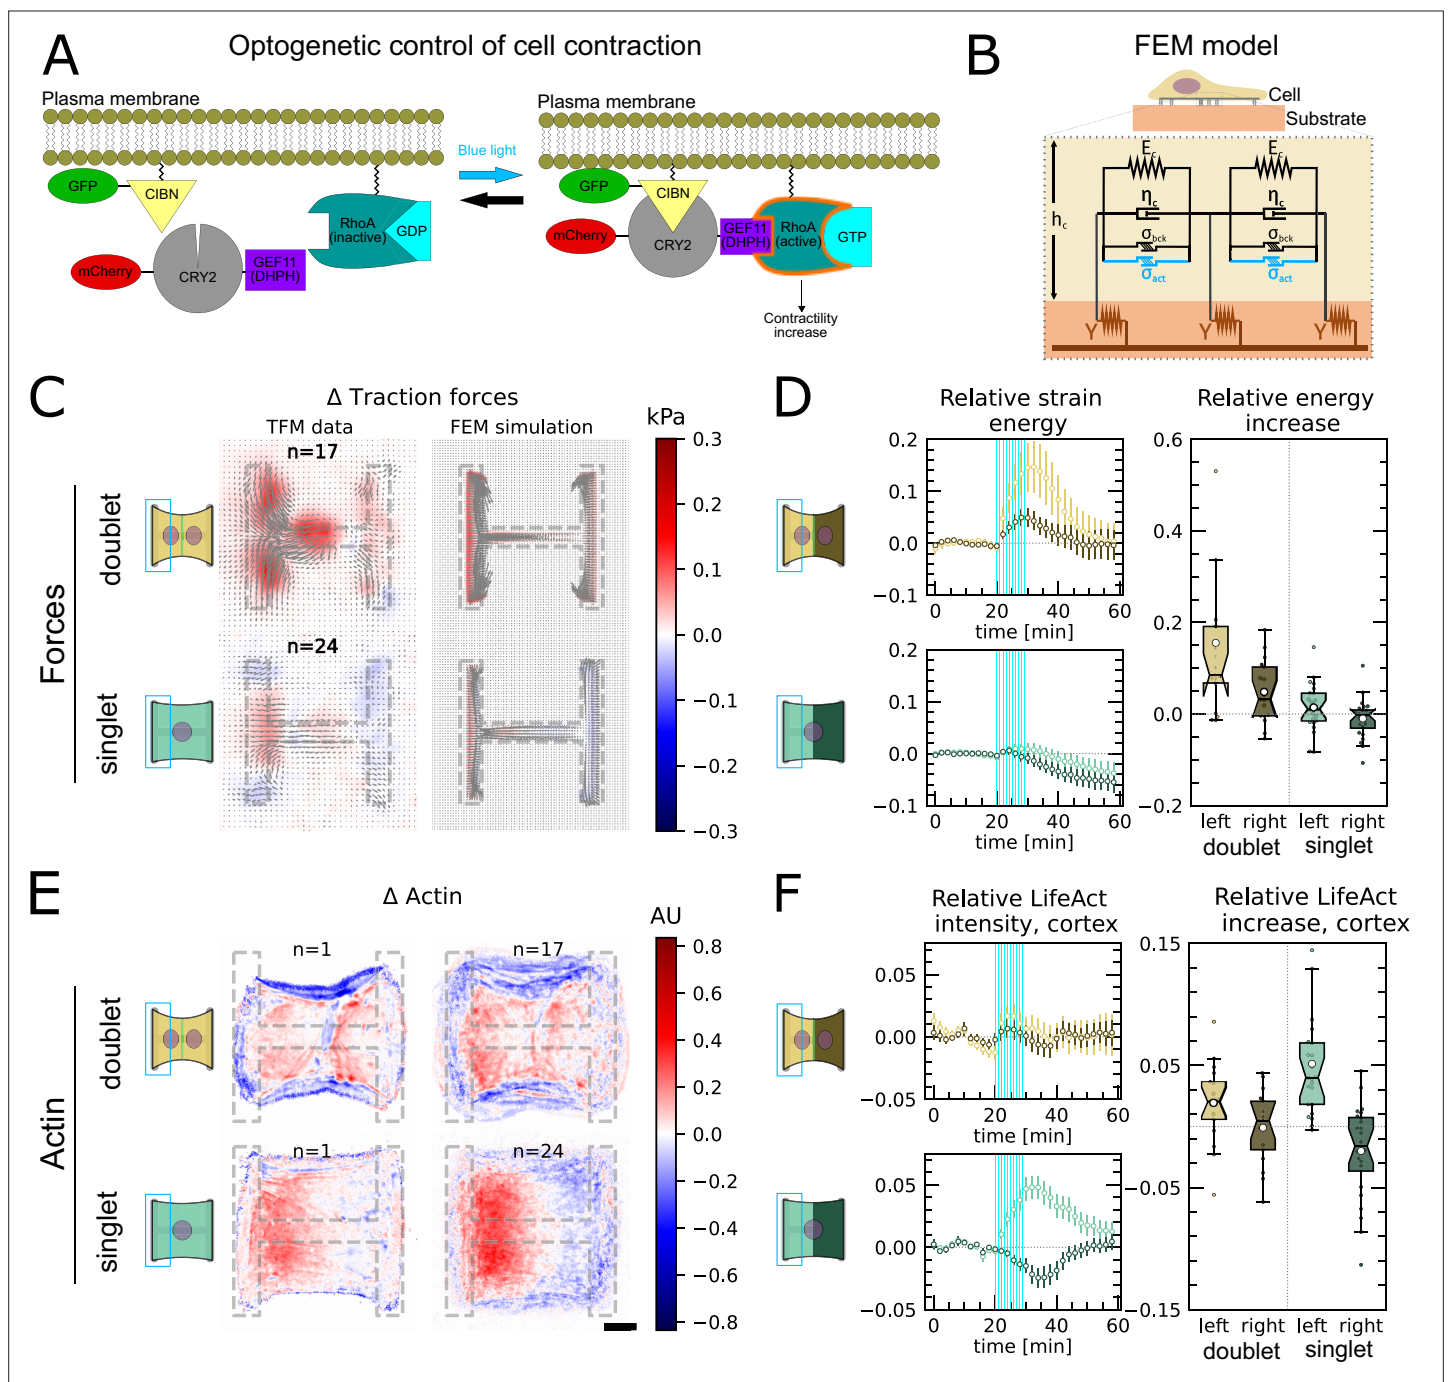 A
Optogenetic control of cell contraction
Plasma membrane
GFP
CIBN
mCherry
CRY2
GEF11
(DHPH)
RhoA
(inactive)
GDP
Blue light
Plasma membrane
GFP
CIBN
mCherry
CRY2
GEF11
(DHPH)
RhoA
(active)
GTP
Contractility
increase
B
FEM model
Cell
Substrate
h_c
E_c
E_c
η_c
η_c
σ_bck
σ_bck
σ_act
σ_act
Y
Y
Y
C
Δ Traction forces
TFM data
FEM simulation
kPa
n=17
n=24
Forces
doublet
singlet
0.3
0.2
0.1
0.0
−0.1
−0.2
−0.3
D
Relative strain
energy
0.2
0.1
0.0
−0.1
0
20
40
60
time [min]
0.2
0.1
0.0
−0.1
0
20
40
60
time [min]
Relative energy
increase
0.6
0.4
0.2
0.0
−0.2
left right
left right
doublet
singlet
E
Δ Actin
AU
n=1
n=17
n=1
n=24
Actin
doublet
singlet
0.8
0.6
0.4
0.2
0.0
−0.2
−0.4
−0.6
−0.8
F
Relative LifeAct
intensity, cortex
0.05
0.00
−0.05
0
20
40
60
time [min]
0.05
0.00
−0.05
0
20
40
60
time [min]
Relative LifeAct
increase, cortex
0.15
0.05
−0.05
−0.15
left right
left right
doublet
singlet